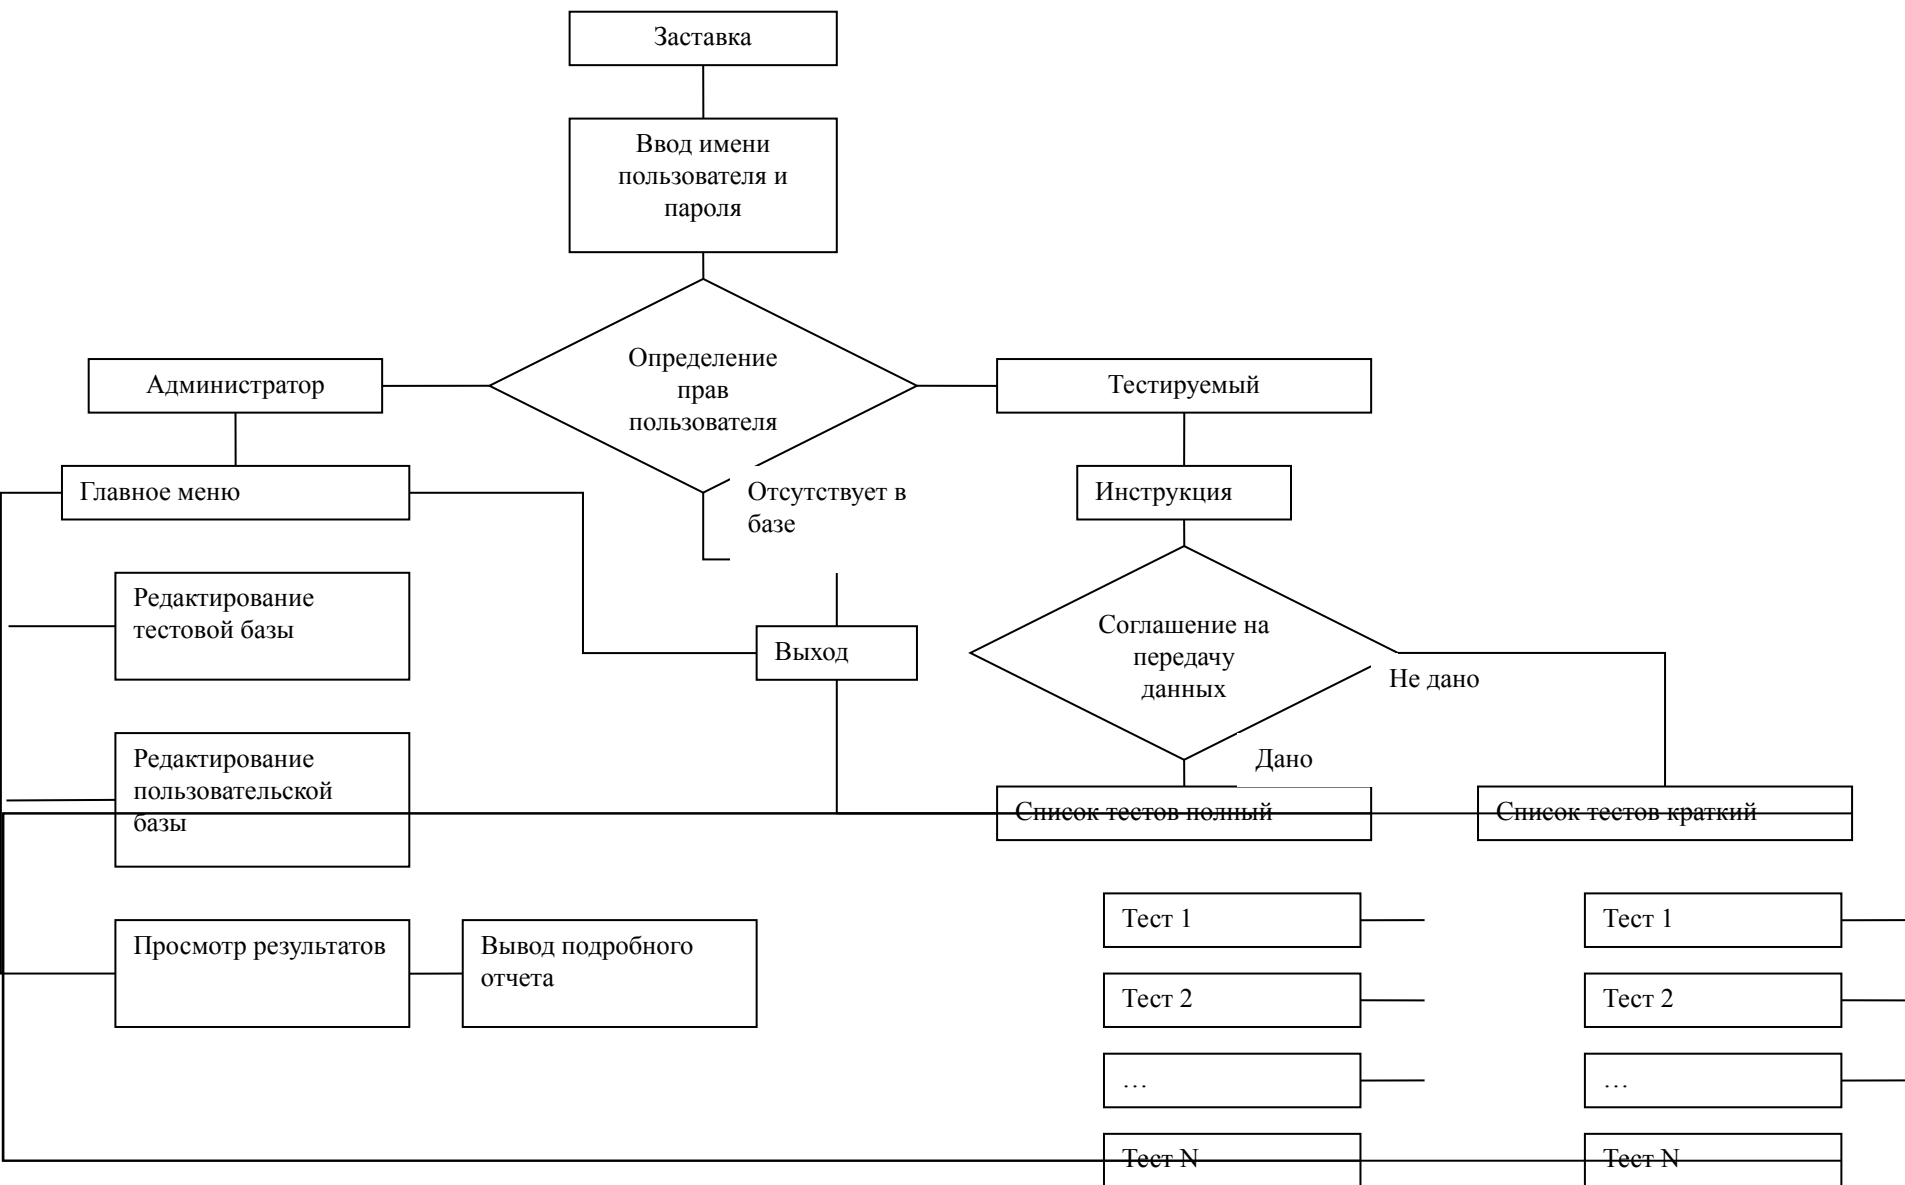 Заставка
Ввод имени
пользователя и
пароля
Определение
прав
пользователя
Администратор
Тестируемый
Главное меню
Отсутствует в
базе
Инструкция
Редактирование
тестовой базы
Выход
Соглашение на
передачу
данных
Не дано
Редактирование
пользовательской
базы
Дано
Список тестов полный
Список тестов краткий
Просмотр результатов
Вывод подробного
отчета
Тест 1
Тест 1
Тест 2
Тест 2
…
…
Тест N
Тест N